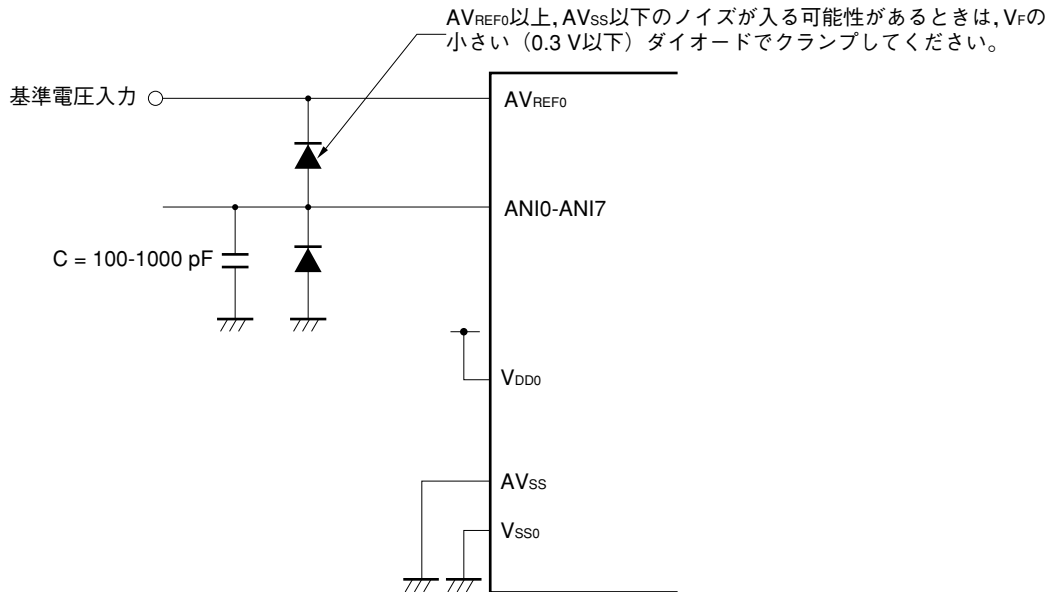 AVREF0以上，AVSS以下のノイズが入る可能性があるときは，VFの
小さい（0.3 V以下）ダイオードでクランプしてください。
基準電圧入力
AVREF0
ANI0-ANI7
C = 100-1000 pF
VDD0
AVSS
VSS0